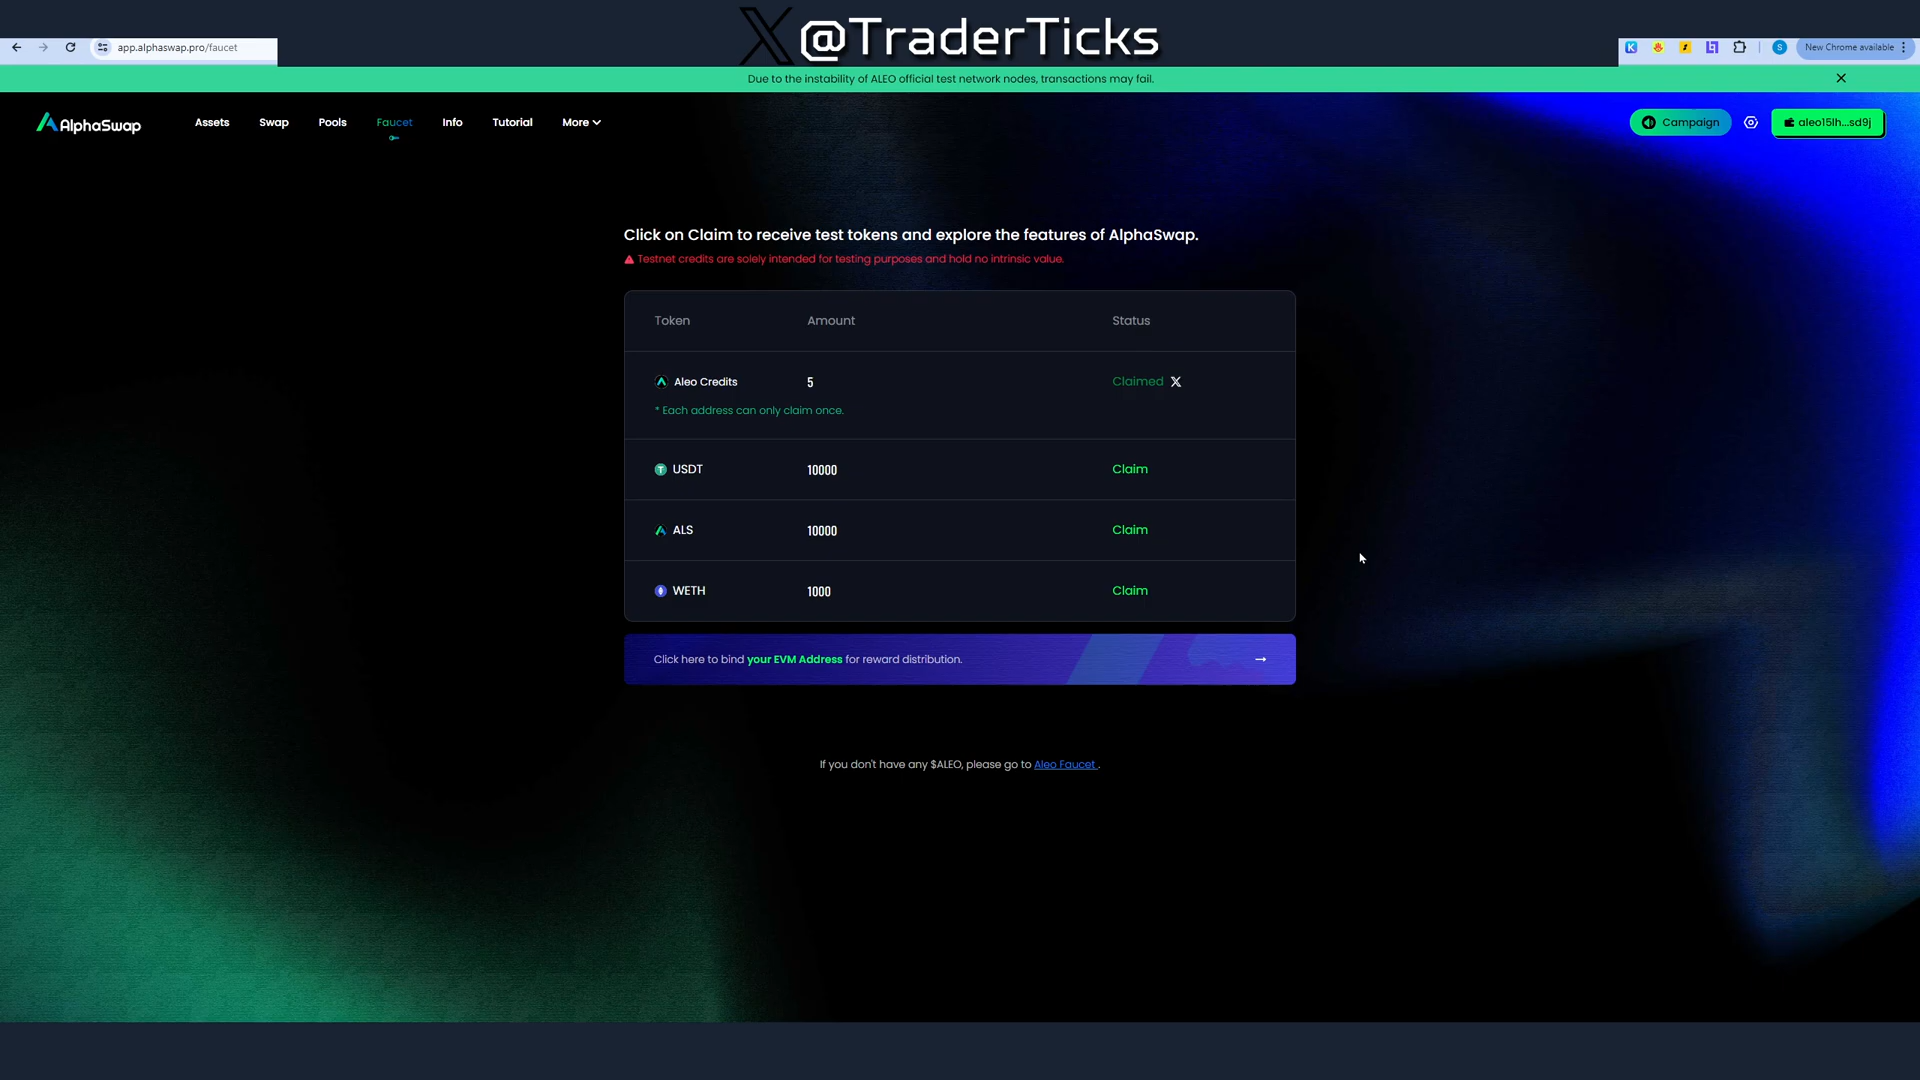 X@TraderTicks
app.alphaswap.pro/faucet
S
New Chrome available
Due to the instability of ALEO official test network nodes, transactions may fail.
AlphaSwap
Assets
Swap
Pools
Faucet
Info
Tutorial
More
Campaign
aleo15lh...sd9j
Click on Claim to receive test tokens and explore the features of AlphaSwap.
Testnet credits are solely intended for testing purposes and hold no intrinsic value.
Token Amount Status
Aleo Credits 5 Claimed X
* Each address can only claim once.
USDT 10000 Claim
ALS 10000 Claim
WETH 1000 Claim
Click here to bind your EVM Address for reward distribution.
If you don't have any $ALEO, please go to Aleo Faucet .